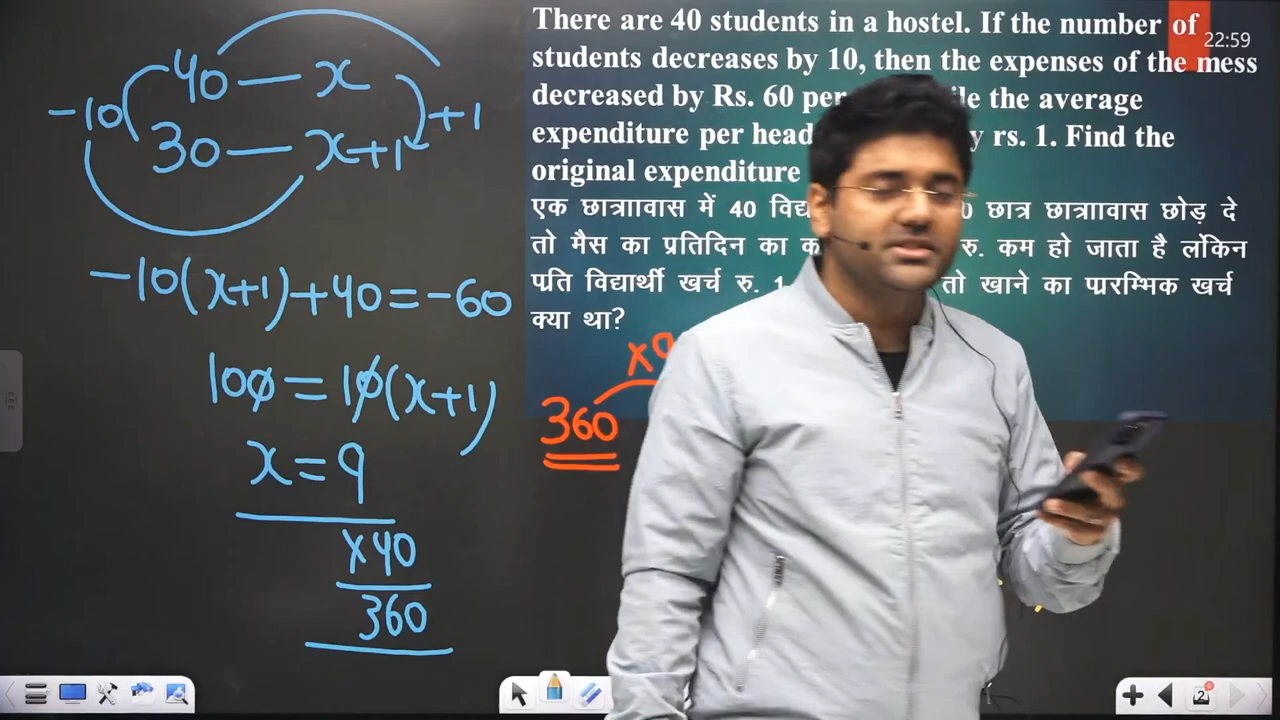 There are 40 students in a hostel. If the number of
22:59
students decreases by 10, then the expenses of the mess
decreased by Rs. 60 per the average
expenditure per head rs. 1. Find the
original expenditure
एक छात्राावास में 40 छात्र छात्राावास छोड़ दे
तो मैस का प्रतिदिन का रु. कम हो जाता है लेकिन
प्रति विद्यार्थी खर्च रु. 1 तो खाने का प्रारम्भिक खर्च
क्या था?
40 — x
-10 +1
30 — x+1
-10(x+1)+40=-60
100 = 10(x+1)
x=9
x40
360
x9
360
2